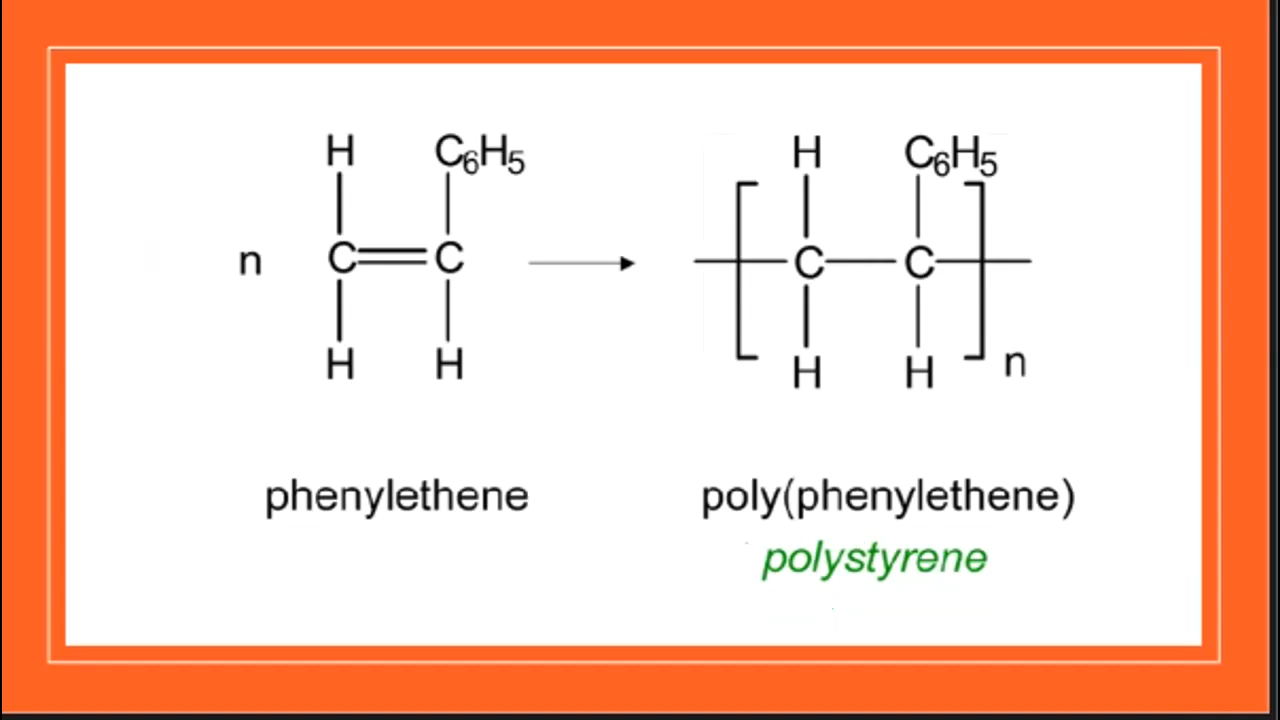 H C₆H₅ H C₆H₅
n C C C C
H H H H n
phenylethene poly(phenylethene)
polystyrene